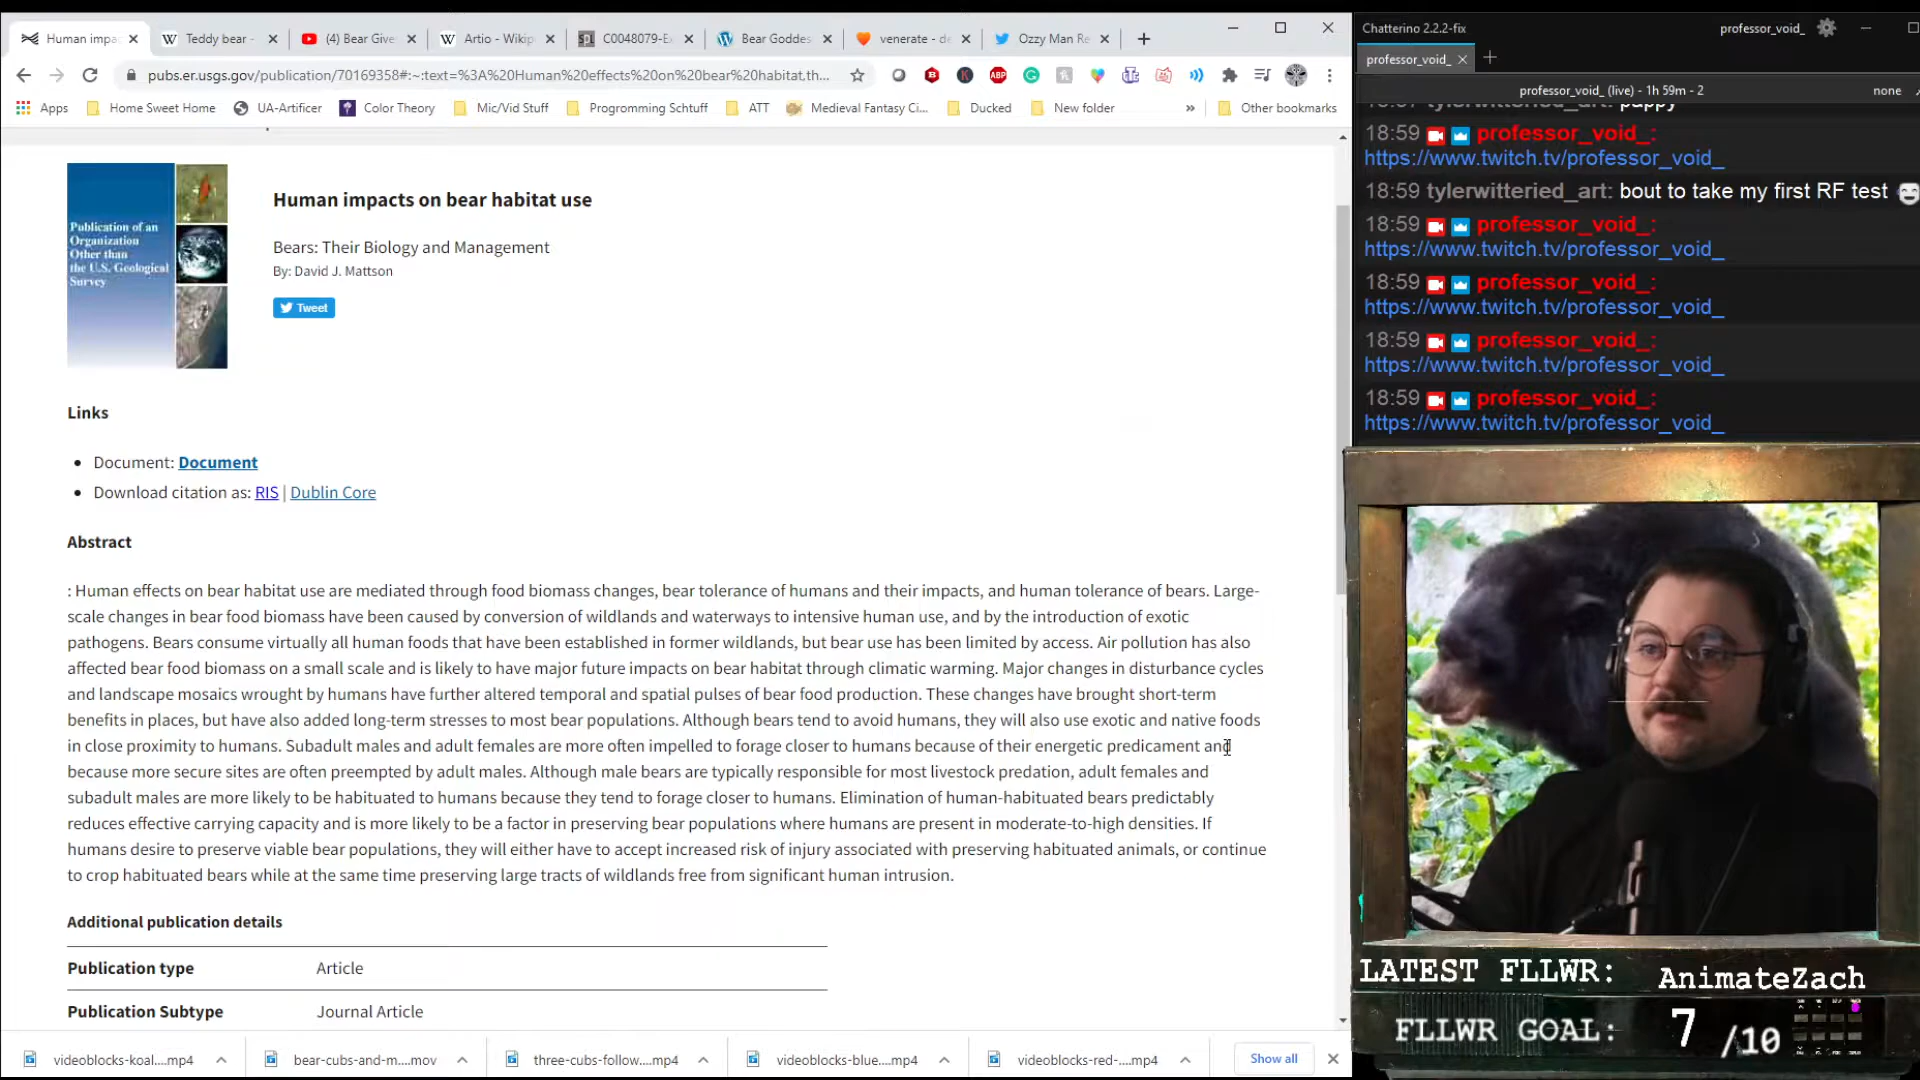 Human impa
Teddy bear -
(4) Bear Give
Artio - Wikip
C0048079-E
Bear Goddes
venerate - de
Ozzy Man Re
pubs.er.usgs.gov/publication/70169358#:~:text=%3A%20Human%20effects%20on%20bear%20habitat,th...
Apps
Home Sweet Home
UA-Artificer
Color Theory
Mic/Vid Stuff
Programming Schtuff
ATT
Medieval Fantasy Ci...
Ducked
New folder
»
Other bookmarks
Publication of an
Organization
Other than
the U.S. Geological
Survey
Human impacts on bear habitat use
Bears: Their Biology and Management
By: David J. Mattson
Tweet
Links
• Document: Document
• Download citation as: RIS | Dublin Core
Abstract
: Human effects on bear habitat use are mediated through food biomass changes, bear tolerance of humans and their impacts, and human tolerance of bears. Large-
scale changes in bear food biomass have been caused by conversion of wildlands and waterways to intensive human use, and by the introduction of exotic
pathogens. Bears consume virtually all human foods that have been established in former wildlands, but bear use has been limited by access. Air pollution has also
affected bear food biomass on a small scale and is likely to have major future impacts on bear habitat through climatic warming. Major changes in disturbance cycles
and landscape mosaics wrought by humans have further altered temporal and spatial pulses of bear food production. These changes have brought short-term
benefits in places, but have also added long-term stresses to most bear populations. Although bears tend to avoid humans, they will also use exotic and native foods
in close proximity to humans. Subadult males and adult females are more often impelled to forage closer to humans because of their energetic predicament and
because more secure sites are often preempted by adult males. Although male bears are typically responsible for most livestock predation, adult females and
subadult males are more likely to be habituated to humans because they tend to forage closer to humans. Elimination of human-habituated bears predictably
reduces effective carrying capacity and is more likely to be a factor in preserving bear populations where humans are present in moderate-to-high densities. If
humans desire to preserve viable bear populations, they will either have to accept increased risk of injury associated with preserving habituated animals, or continue
to crop habituated bears while at the same time preserving large tracts of wildlands free from significant human intrusion.
Additional publication details
Publication type Article
Publication Subtype Journal Article
videoblocks-koal....mp4
bear-cubs-and-m....mov
three-cubs-follow....mp4
videoblocks-blue....mp4
videoblocks-red-....mp4
Show all
Chatterino 2.2.2-fix
professor_void_
professor_void_
professor_void_ (live) - 1h 59m - 2
none
tylerwitteried_art: puppy
18:59 professor_void_:
https://www.twitch.tv/professor_void_
18:59 tylerwitteried_art: bout to take my first RF test
18:59 professor_void_:
https://www.twitch.tv/professor_void_
18:59 professor_void_:
https://www.twitch.tv/professor_void_
18:59 professor_void_:
https://www.twitch.tv/professor_void_
18:59 professor_void_:
https://www.twitch.tv/professor_void_
LATEST FLLWR: AnimateZach
FLLWR GOAL: 7 /10